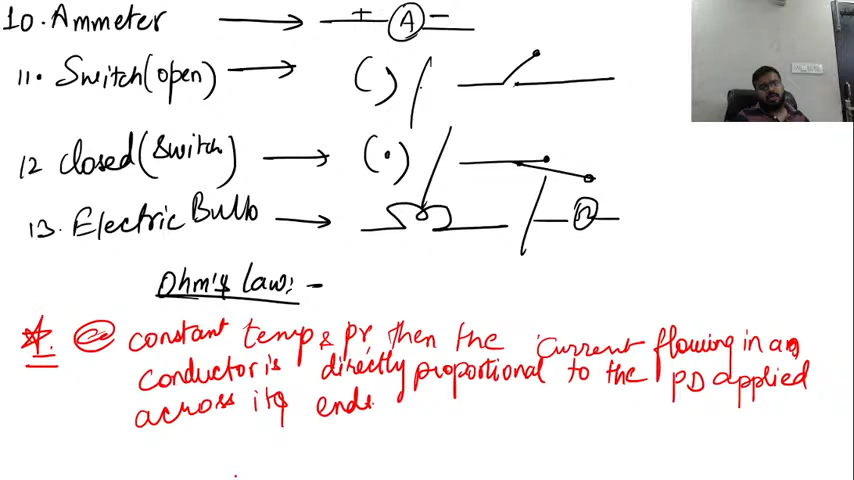 10. Ammeter + A -
11. Switch(open) ( ) /
12 closed(switch) (•) /
13. Electric Bulb /
Ohm's law: -
@ constant temp & pr, then the current flowing in a
conductor is directly proportional to the PD applied
across its ends.